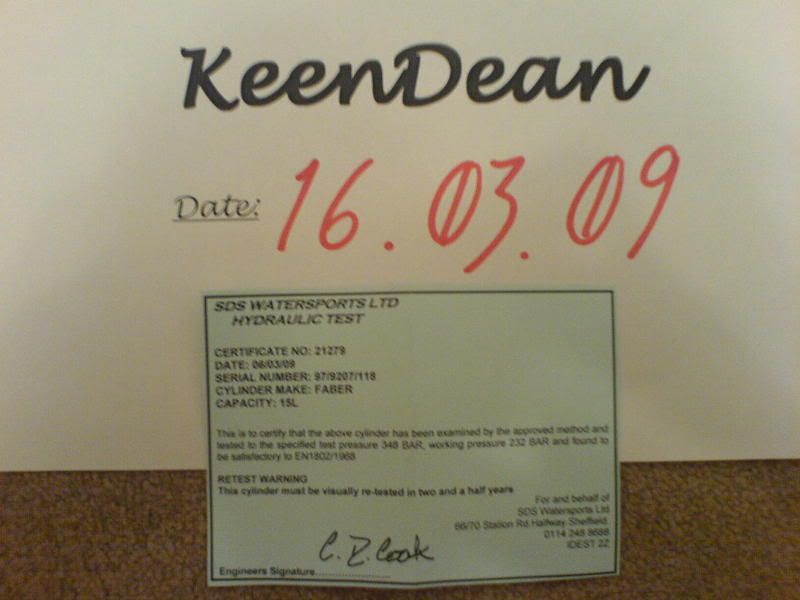 KeenDean
Date: 16.03.09
SDS WATERSPORTS LTD
HYDRAULIC TEST
CERTIFICATE NO: 21279
DATE: 06/03/09
SERIAL NUMBER: 97/9207/118
CYLINDER MAKE: FABER
CAPACITY: 15L
This is to certify that the above cylinder has been examined by the approved method and
tested to the specified test pressure 348 BAR, working pressure 232 BAR and found to
be satisfactory to EN1802/1968
RETEST WARNING
This cylinder must be visually re-tested in two and a half years
For and behalf of
SDS Watersports Ltd
66/70 Station Rd Halfway Sheffield.
0114 248 8688
IDEST 2Z
C. Z. Cook
Engineers Signature....................